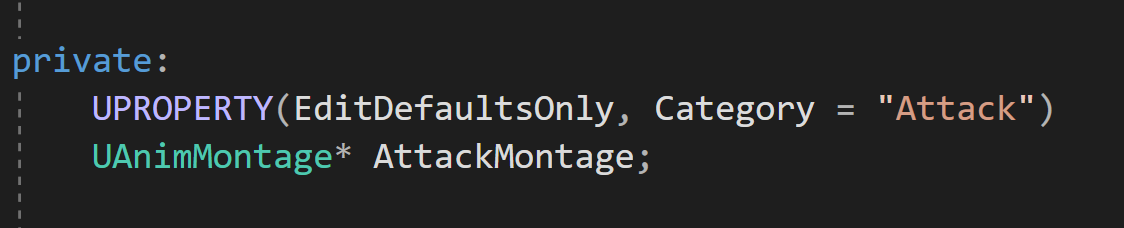 private:
UPROPERTY(EditDefaultsOnly, Category = "Attack")
UAnimMontage* AttackMontage;